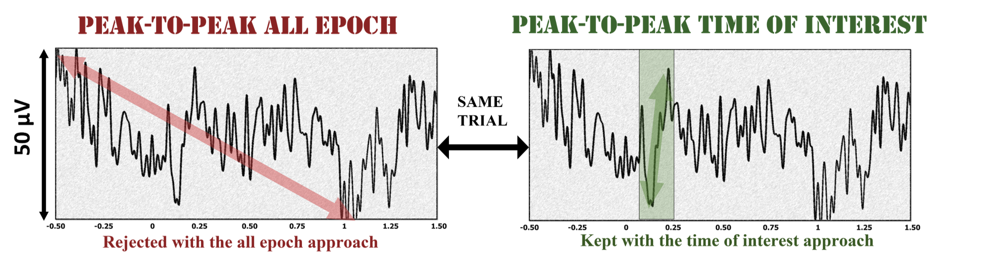 PEAK-TO-PEAK ALL EPOCH
PEAK-TO-PEAK TIME OF INTEREST
50 µV
SAME
TRIAL
-0.50 -0.25 0 0.25 0.50 0.75 1 1.25 1.50
-0.50 -0.25 0 0.25 0.50 0.75 1 1.25 1.50
Rejected with the all epoch approach
Kept with the time of interest approach